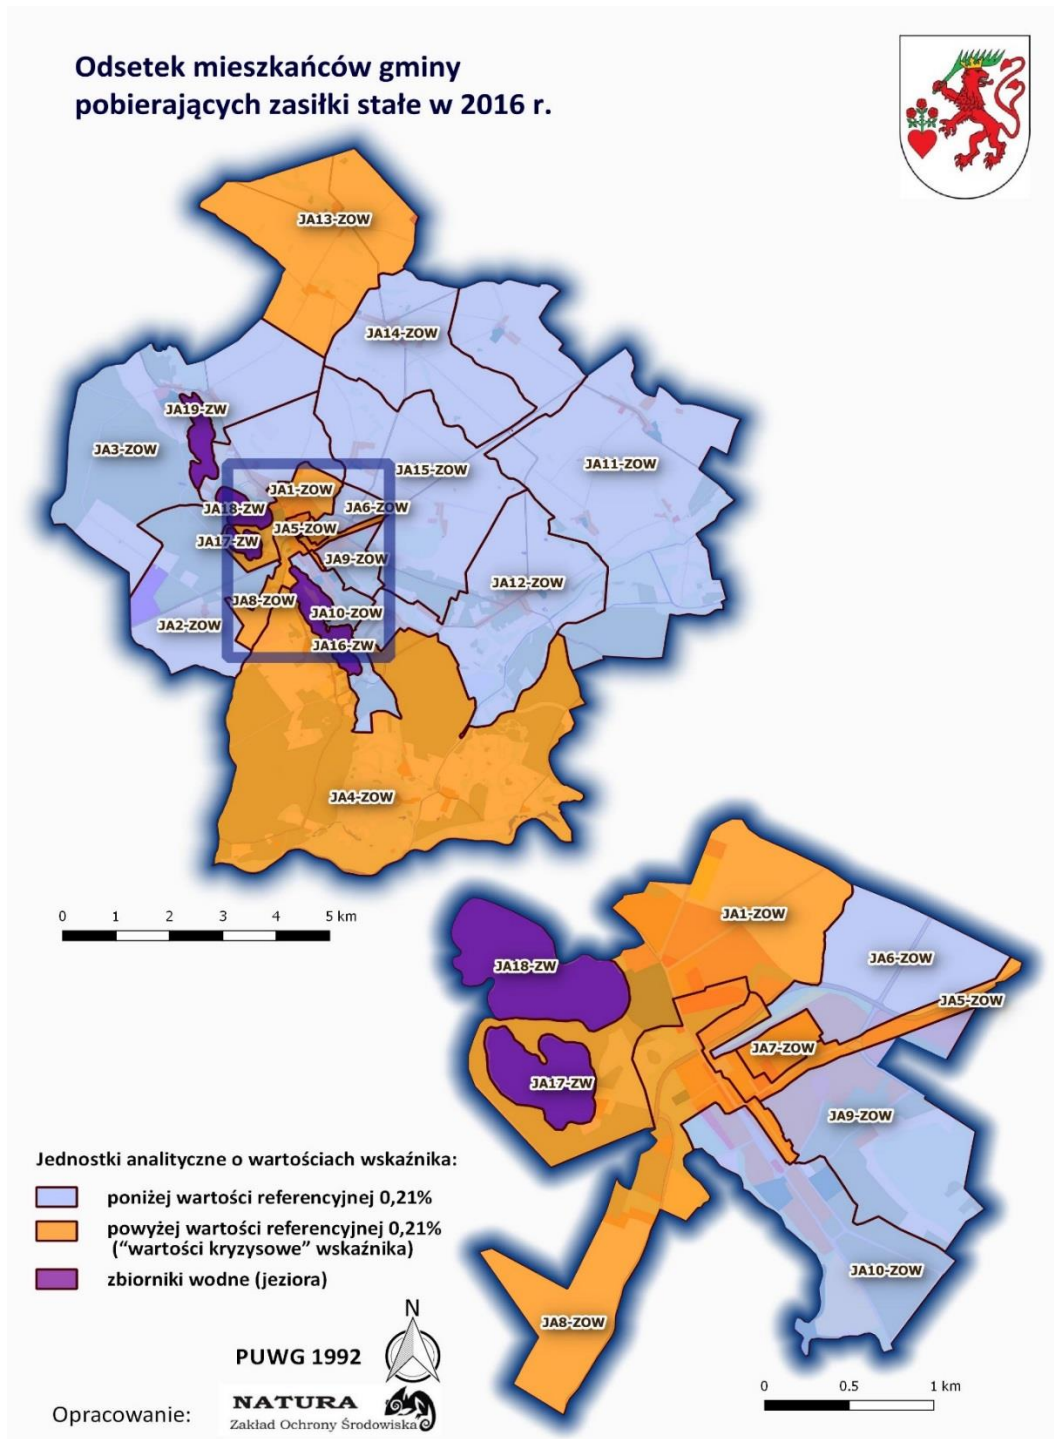 Odsetek mieszkańców gminy
pobierających zasiłki stałe w 2016 r.
JA13-ZOW
JA14-ZOW
JA19-ZW
JA3-ZOW
JA15-ZOW
JA11-ZOW
JA1-ZOW
JA18-ZW
JA6-ZOW
JA5-ZOW
JA17-ZW
JA9-ZOW
JA12-ZOW
JA8-ZOW
JA10-ZOW
JA2-ZOW
JA16-ZW
JA4-ZOW
0 1 2 3 4 5 km
JA1-ZOW
JA18-ZW
JA6-ZOW
JA5-ZOW
JA7-ZOW
JA17-ZW
JA9-ZOW
JA10-ZOW
JA8-ZOW
Jednostki analityczne o wartościach wskaźnika:
poniżej wartości referencyjnej 0,21%
powyżej wartości referencyjnej 0,21%
(“wartości kryzysowe” wskaźnika)
zbiorniki wodne (jeziora)
N
PUWG 1992
0 0.5 1 km
Opracowanie:
NATURA
Zakład Ochrony Środowiska